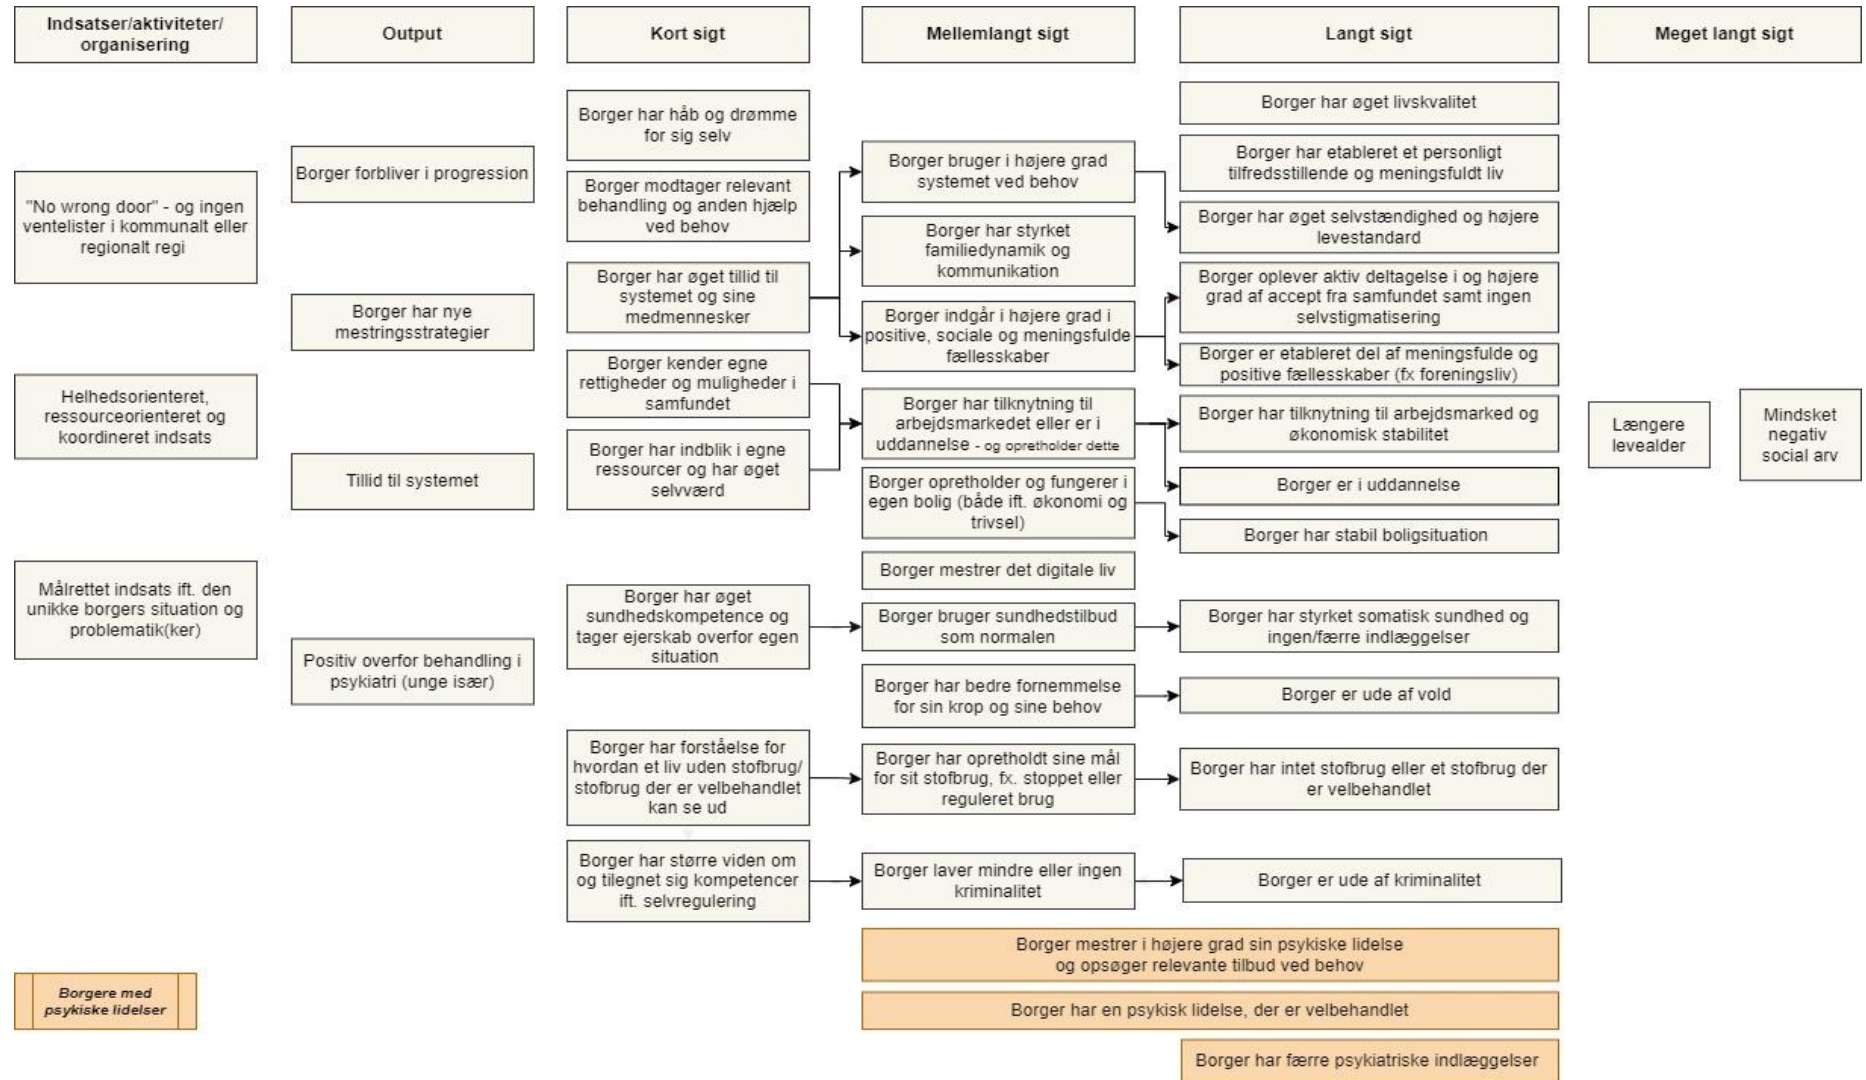 Indsatser/aktiviteter/
organisering
Output
Kort sigt
Mellemlangt sigt
Langt sigt
Meget langt sigt
"No wrong door" - og ingen
ventelister i kommunalt eller
regionalt regi
Helhedsorienteret,
ressourceorienteret og
koordineret indsats
Målrettet indsats ift. den
unikke borgers situation og
problematik(ker)
Borger forbliver i progression
Borger har nye
mestringsstrategier
Tillid til systemet
Positiv overfor behandling i
psykiatri (unge især)
Borger har håb og drømme
for sig selv
Borger modtager relevant
behandling og anden hjælp
ved behov
Borger har øget tillid til
systemet og sine
medmennesker
Borger kender egne
rettigheder og muligheder i
samfundet
Borger har indblik i egne
ressourcer og har øget
selvværd
Borger har øget
sundhedskompetence og
tager ejerskab overfor egen
situation
Borger har forståelse for
hvordan et liv uden stofbrug/
stofbrug der er velbehandlet
kan se ud
Borger har større viden om
og tilegnet sig kompetencer
ift. selvregulering
Borger bruger i højere grad
systemet ved behov
Borger har styrket
familiedynamik og
kommunikation
Borger indgår i højere grad i
positive, sociale og meningsfulde
fællesskaber
Borger har tilknytning til
arbejdsmarkedet eller er i
uddannelse - og opretholder dette
Borger opretholder og fungerer i
egen bolig (både ift. økonomi og
trivsel)
Borger mestrer det digitale liv
Borger bruger sundhedstilbud
som normalen
Borger har bedre fornemmelse
for sin krop og sine behov
Borger har opretholdt sine mål
for sit stofbrug, fx. stoppet eller
reguleret brug
Borger laver mindre eller ingen
kriminalitet
Borger har øget livskvalitet
Borger har etableret et personligt
tilfredsstillende og meningsfuldt liv
Borger har øget selvstændighed og højere
levestandard
Borger oplever aktiv deltagelse i og højere
grad af accept fra samfundet samt ingen
selvstigmatisering
Borger er etableret del af meningsfulde og
positive fællesskaber (fx foreningsliv)
Borger har tilknytning til arbejdsmarked og
økonomisk stabilitet
Borger er i uddannelse
Borger har stabil boligsituation
Borger har styrket somatisk sundhed og
ingen/færre indlæggelser
Borger er ude af vold
Borger har intet stofbrug eller et stofbrug der
er velbehandlet
Borger er ude af kriminalitet
Længere
levealder
Mindsket
negativ
social arv
Borgere med
psykiske lidelser
Borger mestrer i højere grad sin psykiske lidelse
og opsøger relevante tilbud ved behov
Borger har en psykisk lidelse, der er velbehandlet
Borger har færre psykiatriske indlæggelser